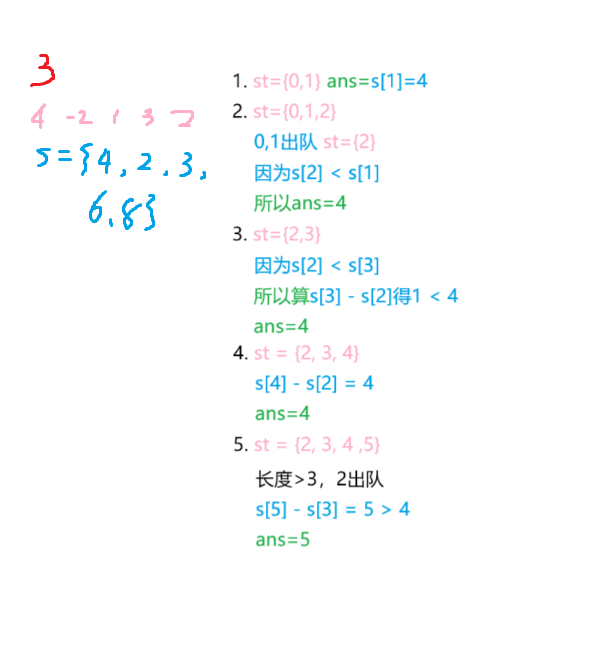 3
4 -2 1 3 2
s={4,2,3,
6,8}
1. st={0,1} ans=s[1]=4
2. st={0,1,2}
0,1出队 st={2}
因为s[2] < s[1]
所以ans=4
3. st={2,3}
因为s[2] < s[3]
所以算s[3] - s[2]得1 < 4
ans=4
4. st = {2, 3, 4}
s[4] - s[2] = 4
ans=4
5. st = {2, 3, 4 ,5}
长度>3，2出队
s[5] - s[3] = 5 > 4
ans=5